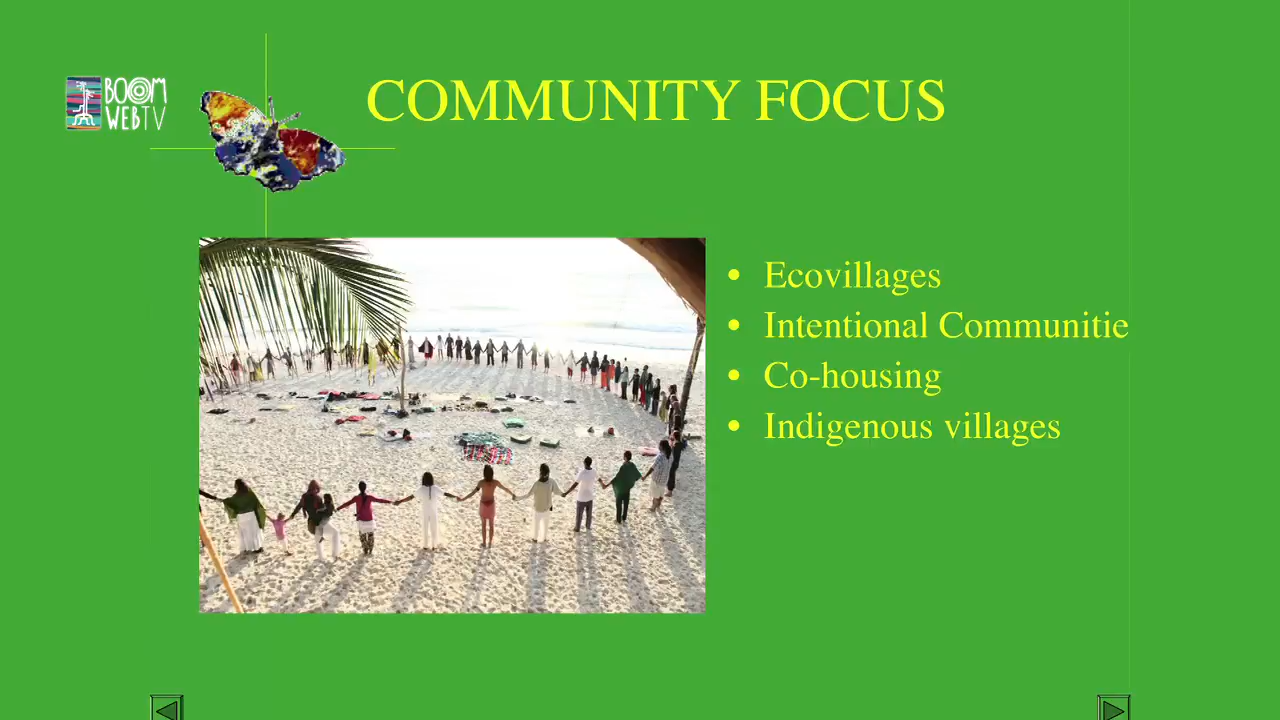 BOOM
WEBTV
COMMUNITY FOCUS
• Ecovillages
• Intentional Communitie
• Co-housing
• Indigenous villages